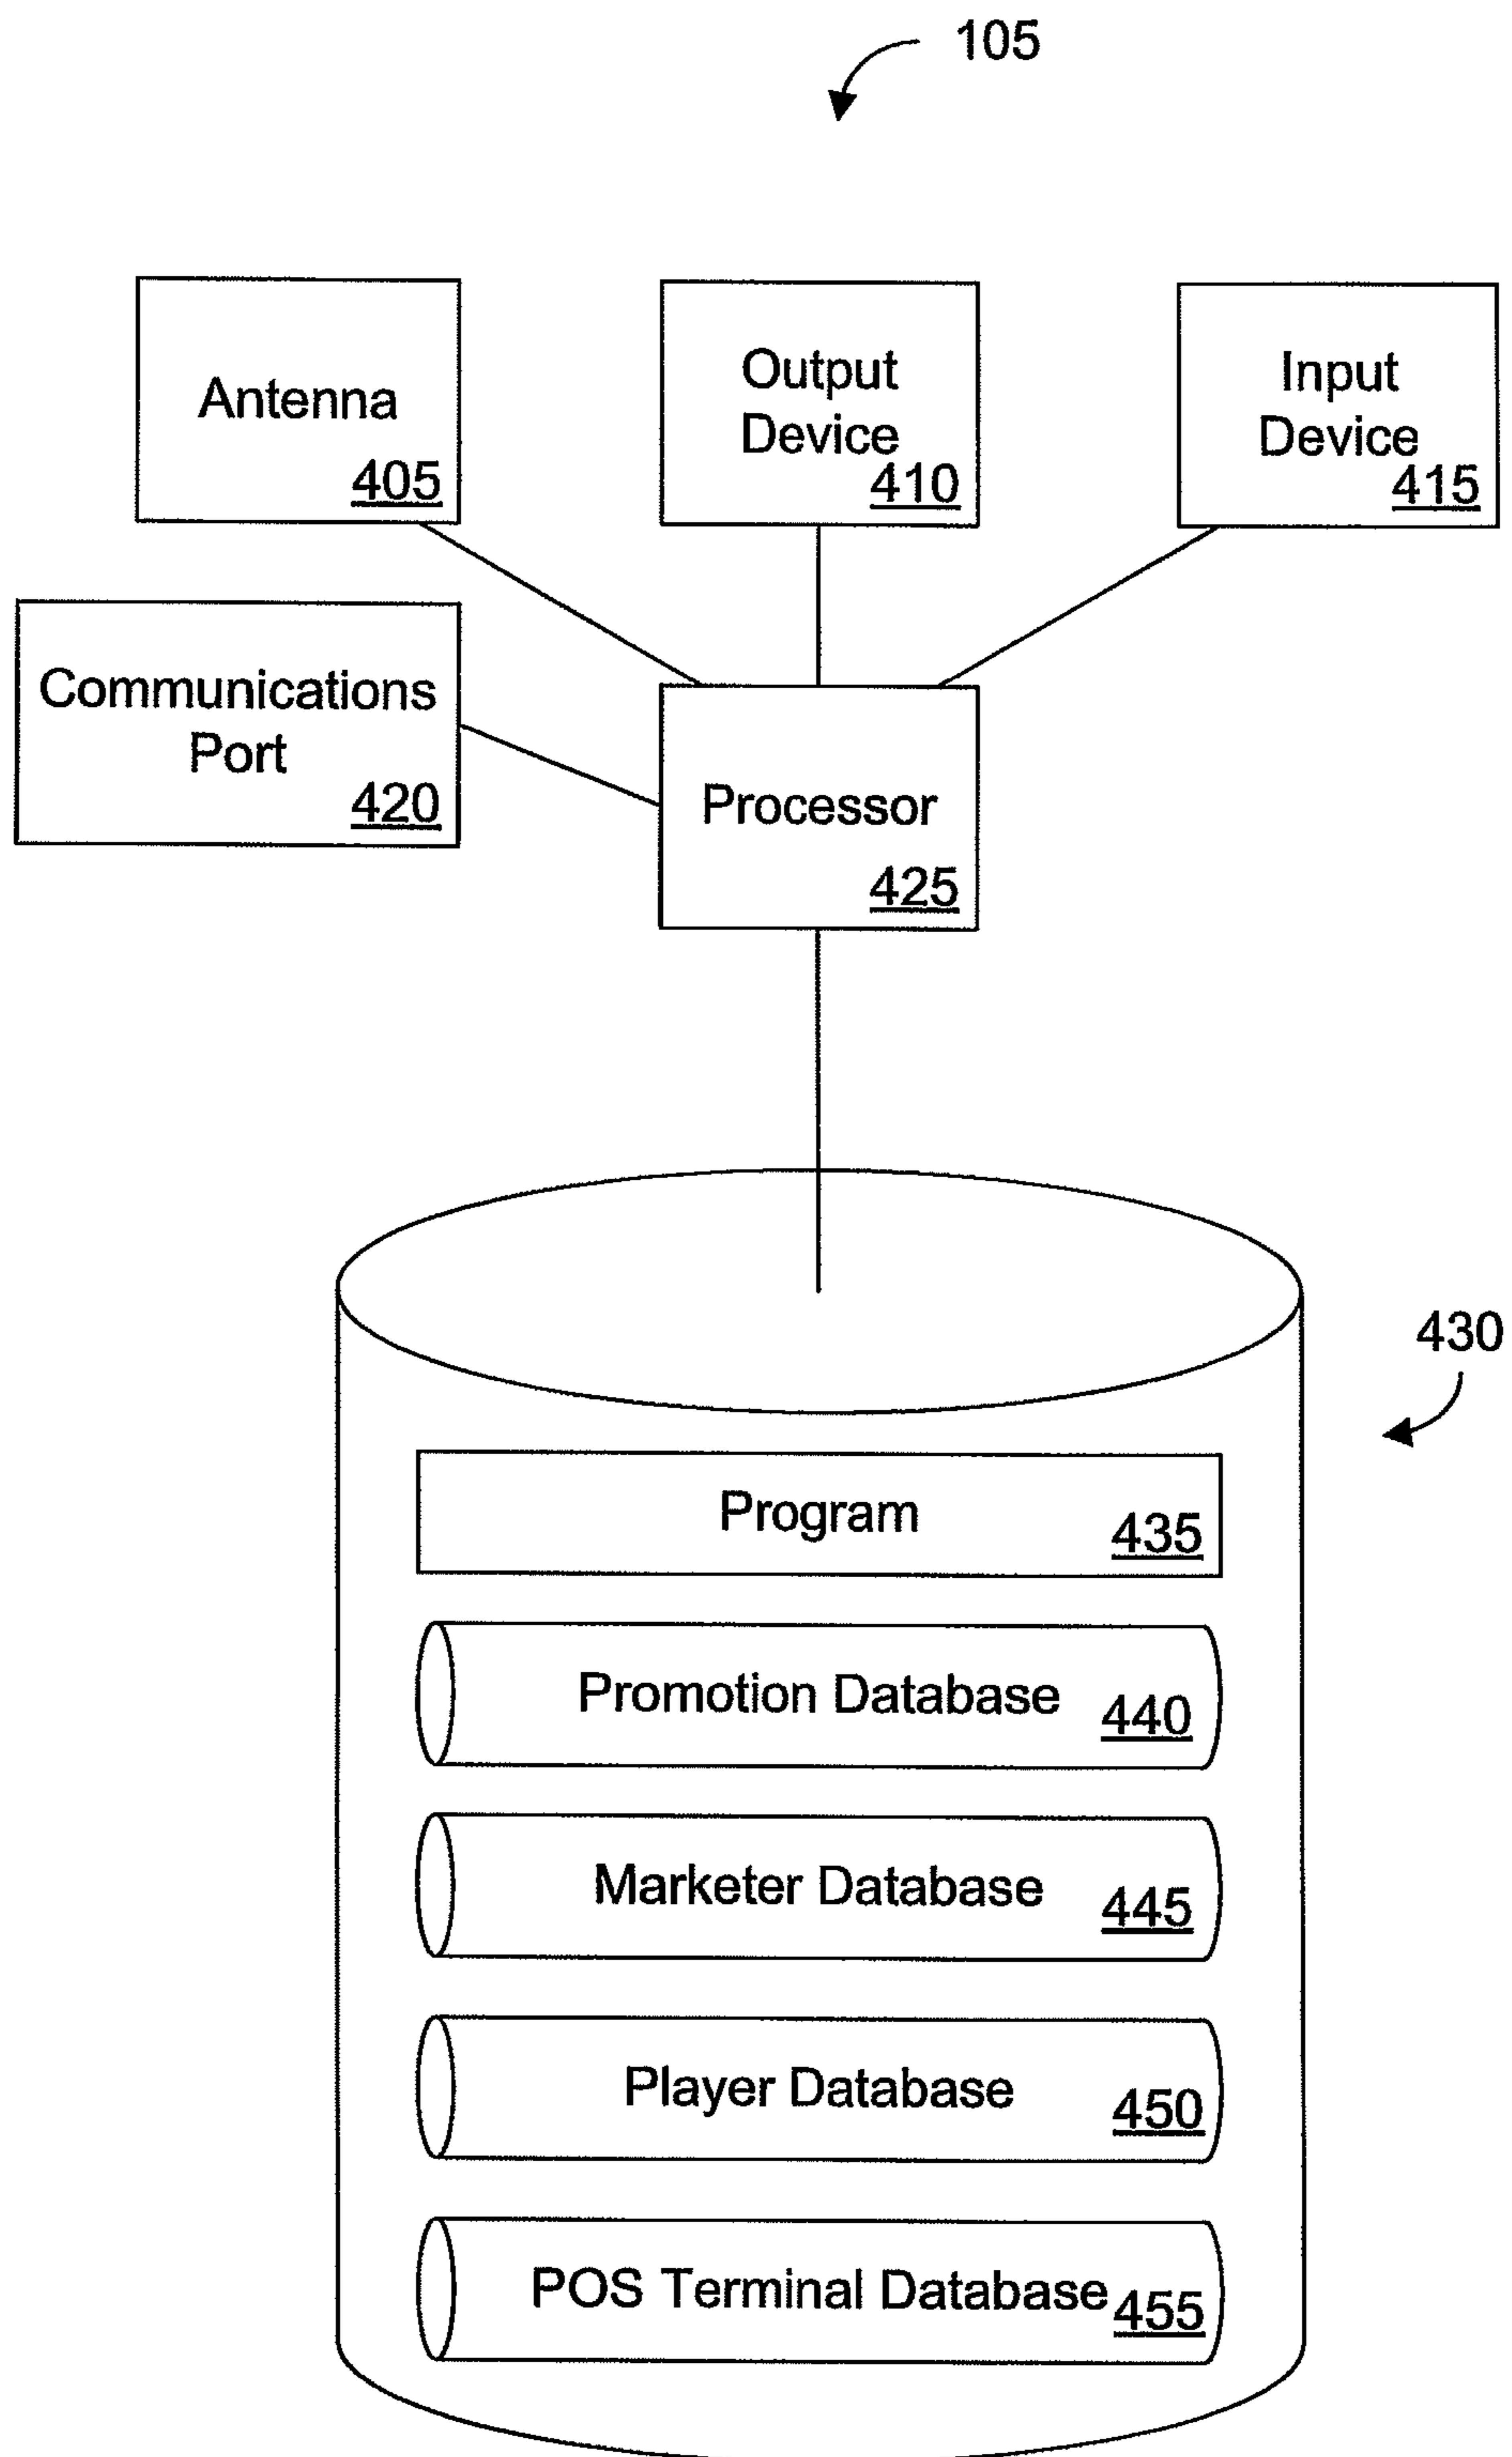 105
Antenna
405
Output
Device
410
Input
Device
415
Communications
Port
420
Processor
425
430
Program
435
Promotion Database
440
Marketer Database
445
Player Database
450
POS Terminal Database
455